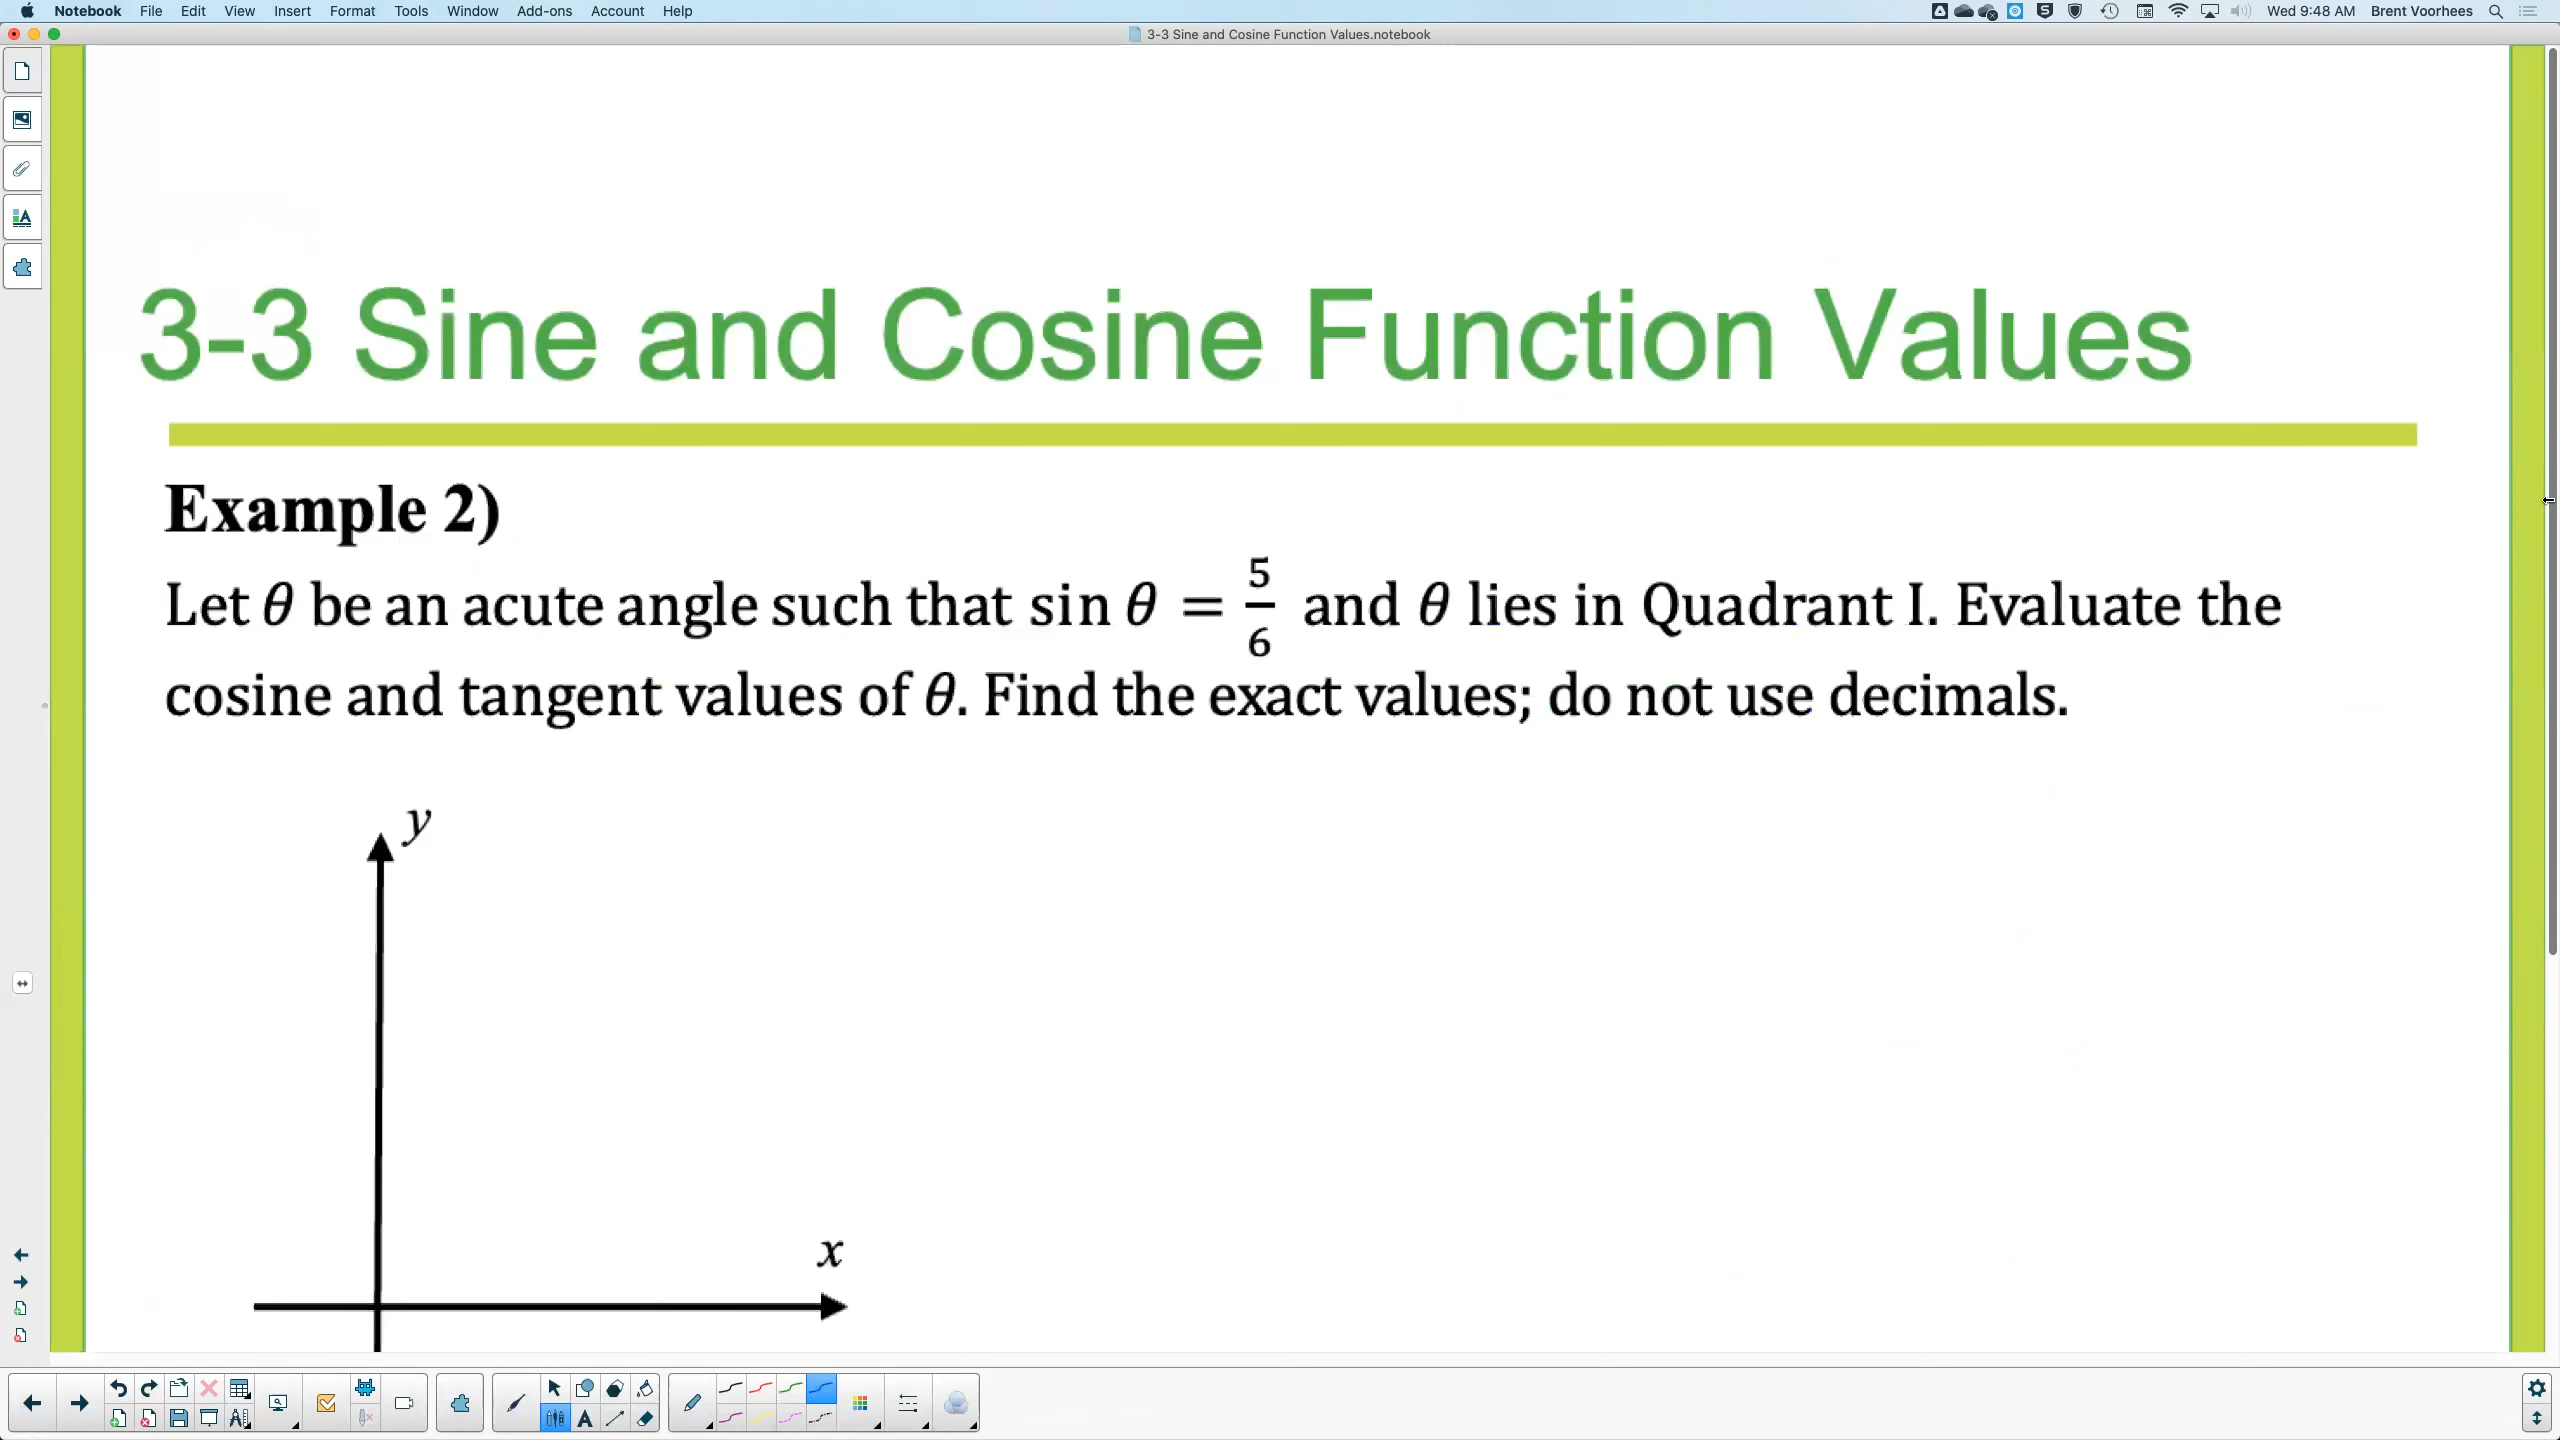 Notebook File Edit View Insert Format Tools Window Add-ons Account Help Wed 9:48 AM Brent Voorhees
3-3 Sine and Cosine Function Values.notebook
3-3 Sine and Cosine Function Values
Example 2)
Let θ be an acute angle such that sin θ = 5/6 and θ lies in Quadrant I. Evaluate the
cosine and tangent values of θ. Find the exact values; do not use decimals.
y
x